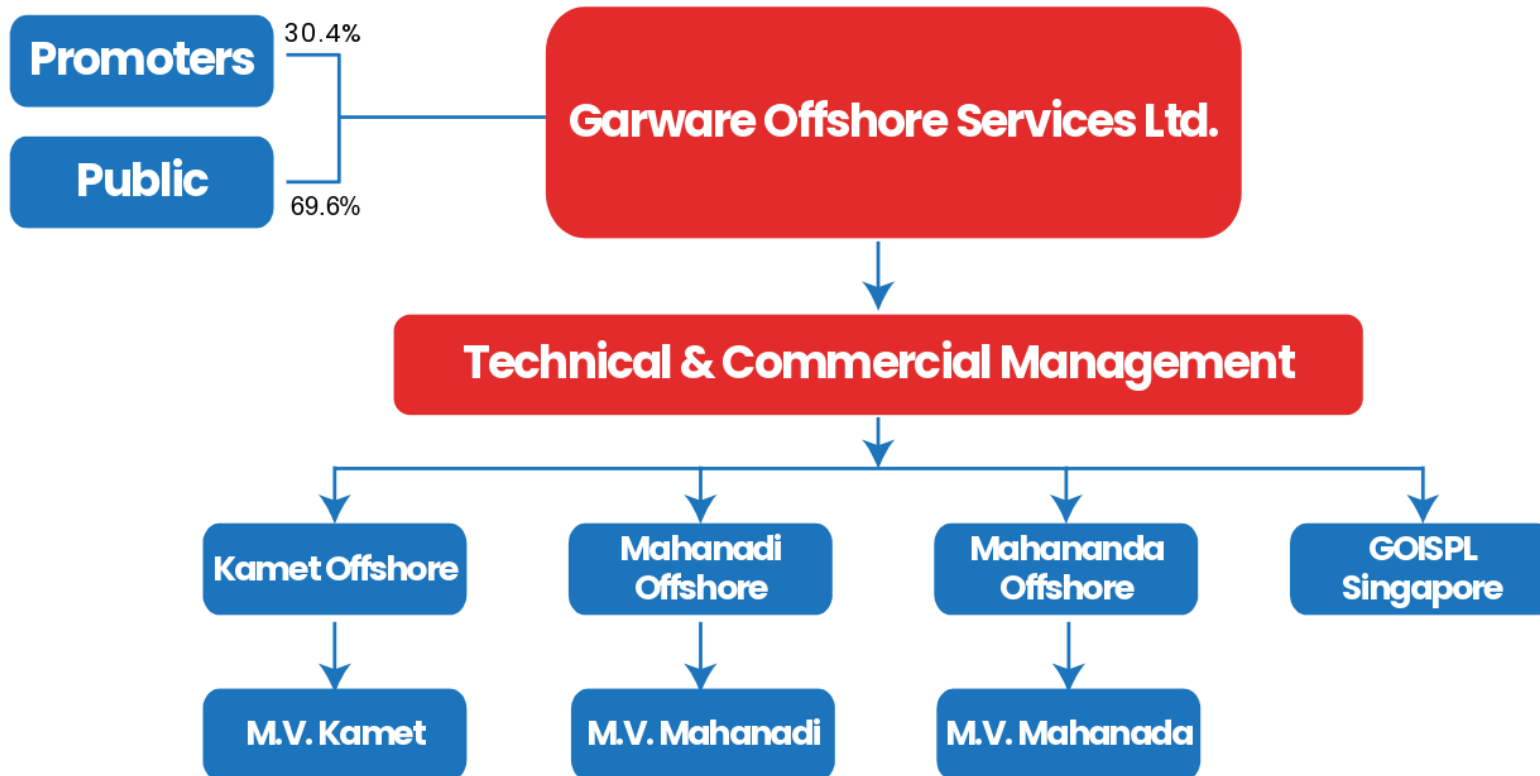 Promoters
30.4%
Public
69.6%
Garware Offshore Services Ltd.
Technical & Commercial Management
Kamet Offshore
Mahanadi
Offshore
Mahananda
Offshore
GOISPL
Singapore
M.V. Kamet
M.V. Mahanadi
M.V. Mahanada